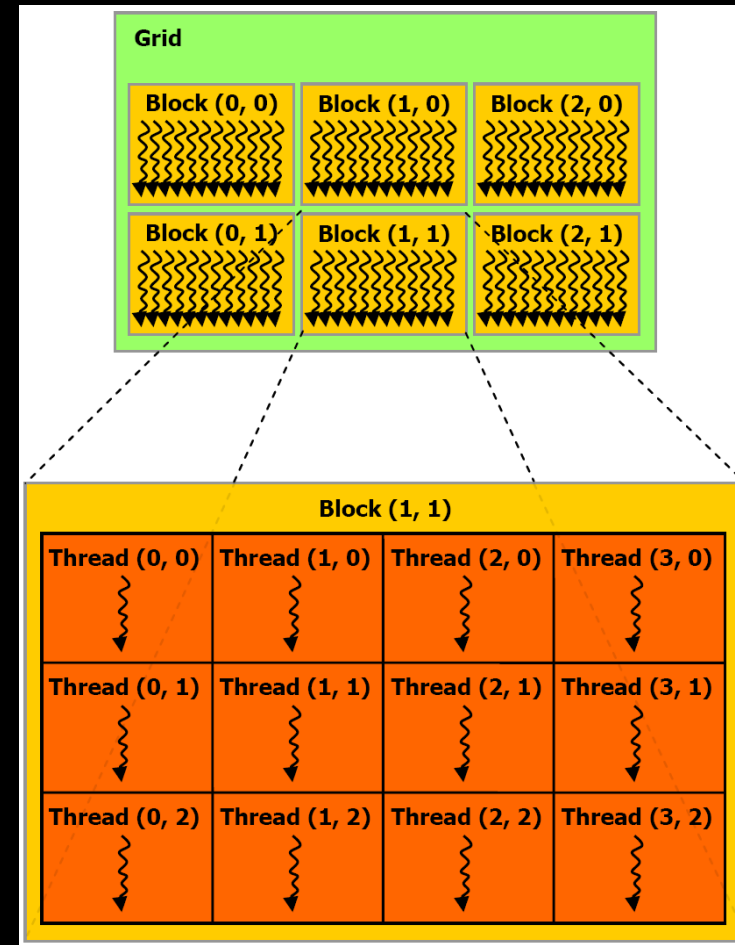 Grid
Block (0, 0) Block (1, 0) Block (2, 0)
Block (0, 1) Block (1, 1) Block (2, 1)
Block (1, 1)
Thread (0, 0) Thread (1, 0) Thread (2, 0) Thread (3, 0)
Thread (0, 1) Thread (1, 1) Thread (2, 1) Thread (3, 1)
Thread (0, 2) Thread (1, 2) Thread (2, 2) Thread (3, 2)